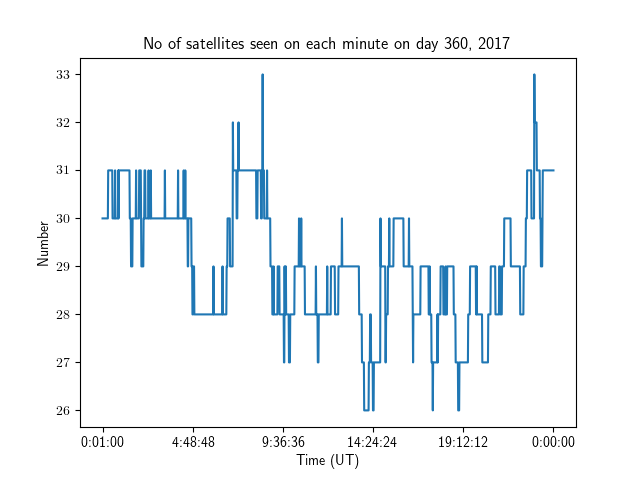 No of satellites seen on each minute on day 360, 2017
33
32
31
30
29
28
27
26
Number
0:01:00 4:48:48 9:36:36 14:24:24 19:12:12 0:00:00
Time (UT)